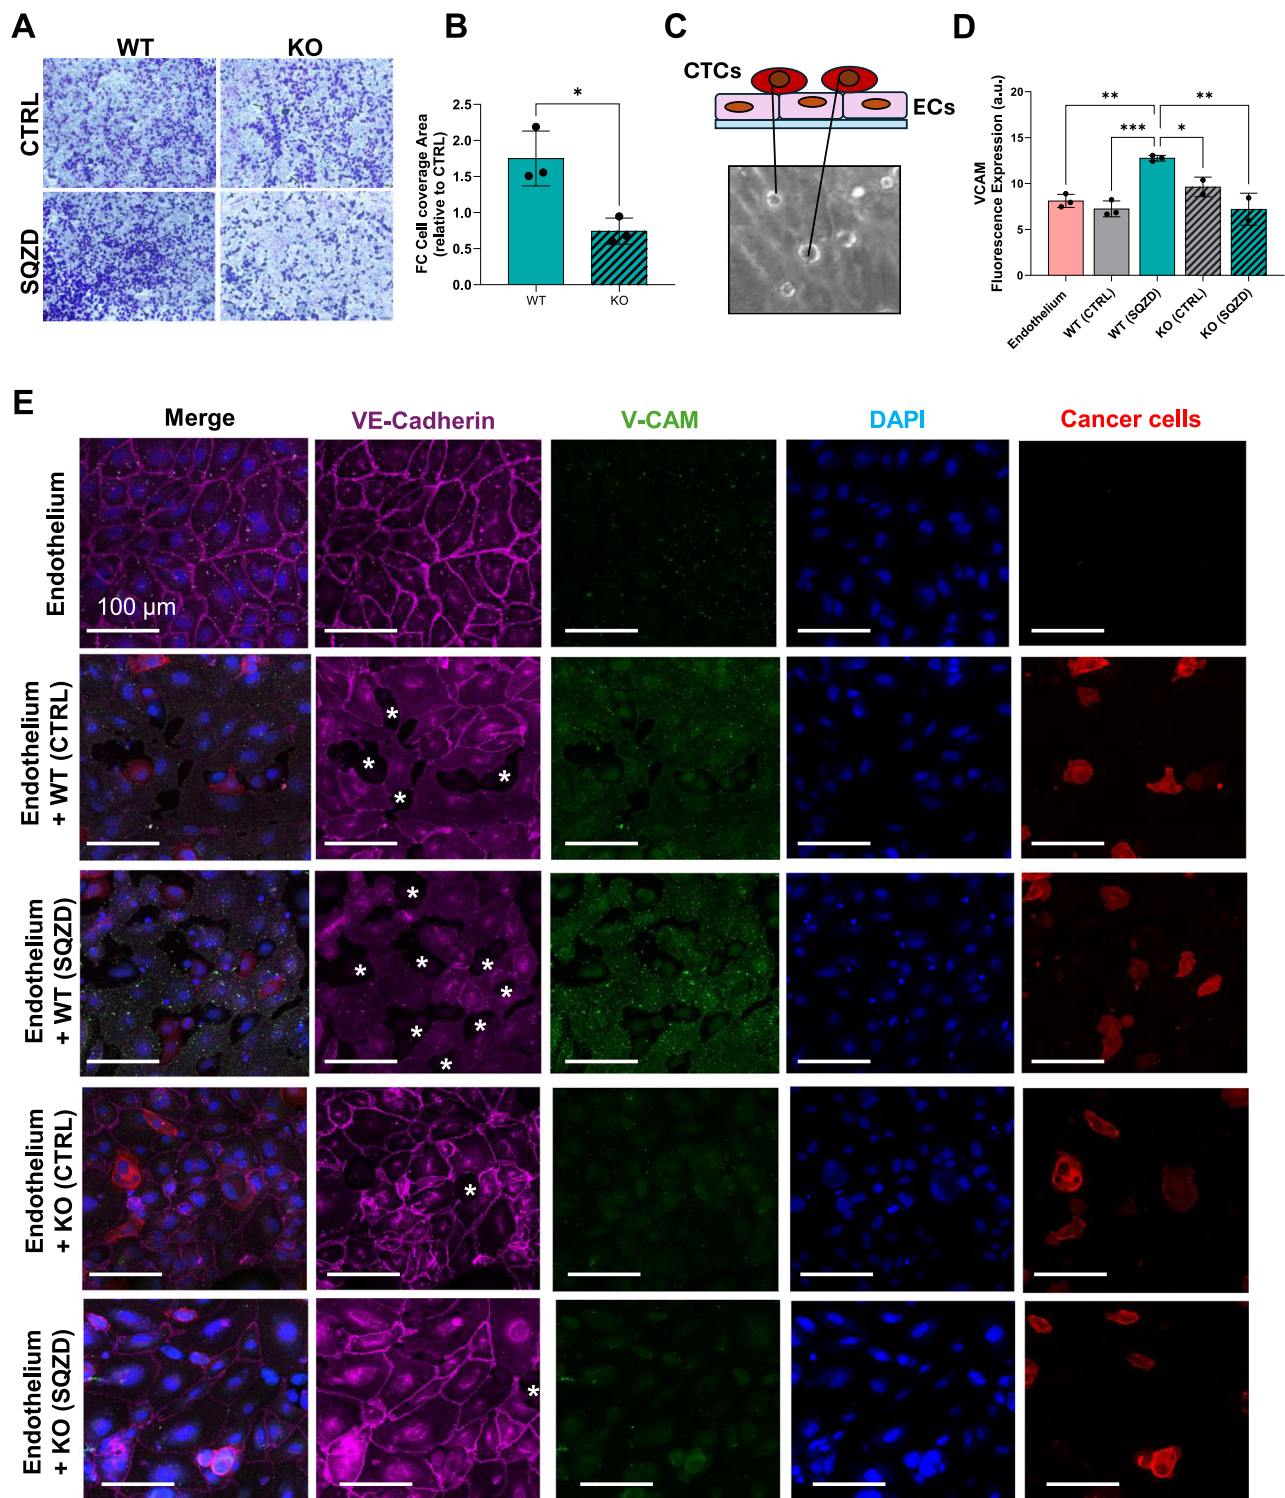 A
WT
KO
CTRL
SQZD
B
FC Cell coverage Area
(relative to CTRL)
2.5
2.0
1.5
1.0
0.5
0.0
*
WT
KO
C
CTCs
ECs
D
VCAM
Fluorescence Expression (a.u.)
20
15
10
5
0
**
**
***
*
Endothelium
WT (CTRL)
WT (SQZD)
KO (CTRL)
KO (SQZD)
E
Merge
VE-Cadherin
V-CAM
DAPI
Cancer cells
Endothelium
100 µm
Endothelium
+ WT (CTRL)
* * * *
Endothelium
+ WT (SQZD)
* * * * * * * *
Endothelium
+ KO (CTRL)
*
Endothelium
+ KO (SQZD)
*